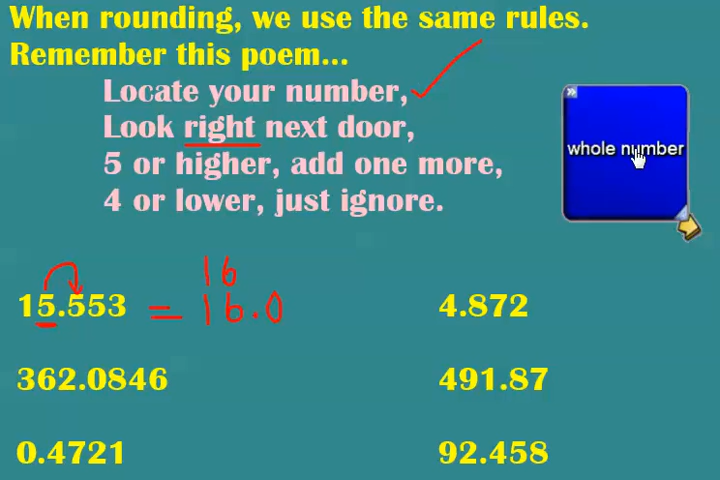 When rounding, we use the same rules.
Remember this poem...
Locate your number,
Look right next door,
5 or higher, add one more,
4 or lower, just ignore.
whole number
16
15.553 = 16.0
4.872
362.0846
491.87
0.4721
92.458